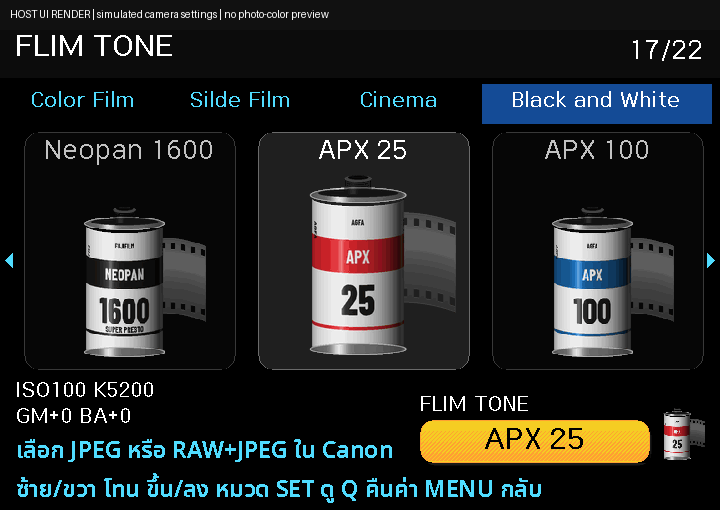 HOST UI RENDER | simulated camera settings | no photo-color preview
FLIM TONE
17/22
Color Film
Silde Film
Cinema
Black and White
Neopan 1600
APX 25
APX 100
FUJIFILM
NEOPAN
1600
SUPER PRESTO
AGFA
APX
25
AGFA
APX
100
ISO100 K5200
GM+0 BA+0
FLIM TONE
APX 25
APX
25
เลือก JPEG หรือ RAW+JPEG ใน Canon
ซ้าย/ขวา โทน ขึ้น/ลง หมวด SET ดู Q คืนค่า MENU กลับ